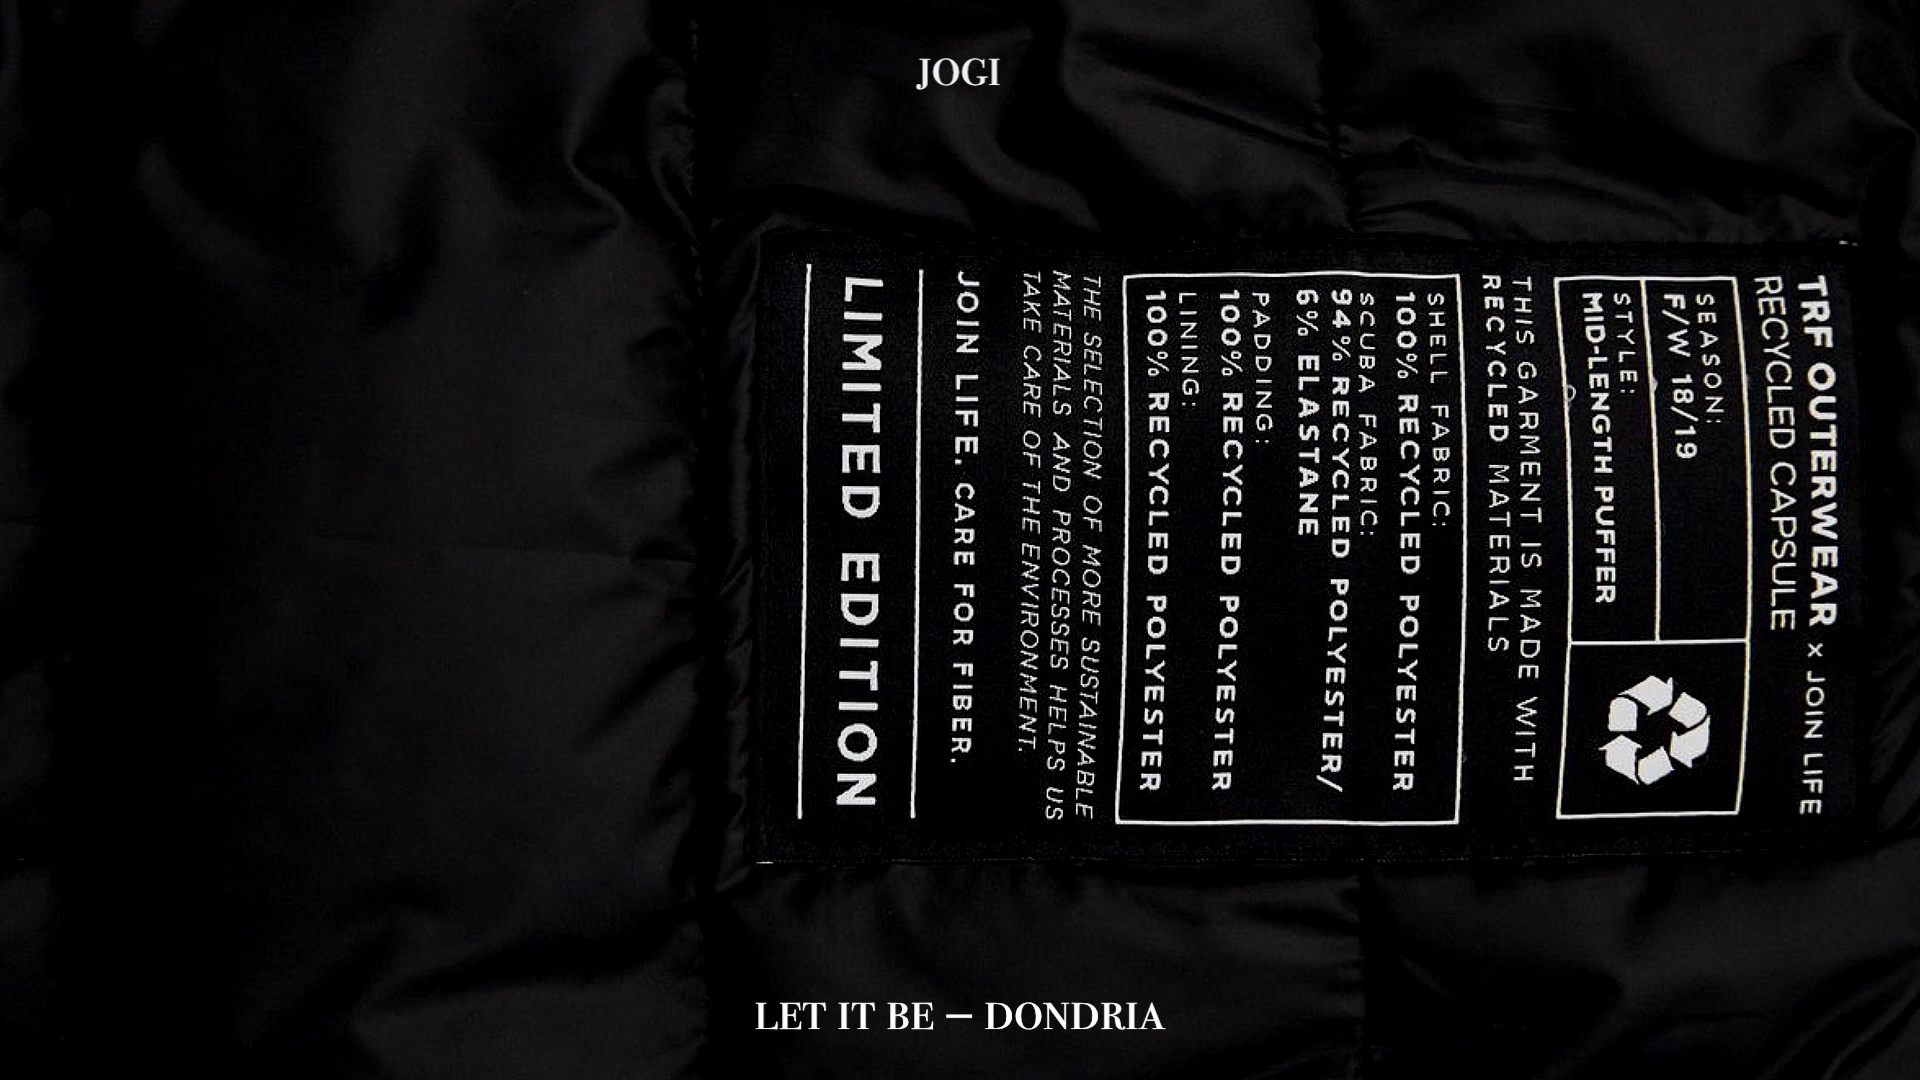 JOGI
TRF OUTERWEAR x JOIN LIFE
RECYCLED CAPSULE
SEASON:
F/W 18/19
STYLE:
MID-LENGTH PUFFER
THIS GARMENT IS MADE WITH
RECYCLED MATERIALS
SHELL FABRIC:
100% RECYCLED POLYESTER
SCUBA FABRIC:
94% RECYCLED POLYESTER/
6% ELASTANE
PADDING:
100% RECYCLED POLYESTER
LINING:
100% RECYCLED POLYESTER
THE SELECTION OF MORE SUSTAINABLE
MATERIALS AND PROCESSES HELPS US
TAKE CARE OF THE ENVIRONMENT.
JOIN LIFE. CARE FOR FIBER.
LIMITED EDITION
LET IT BE — DONDRIA